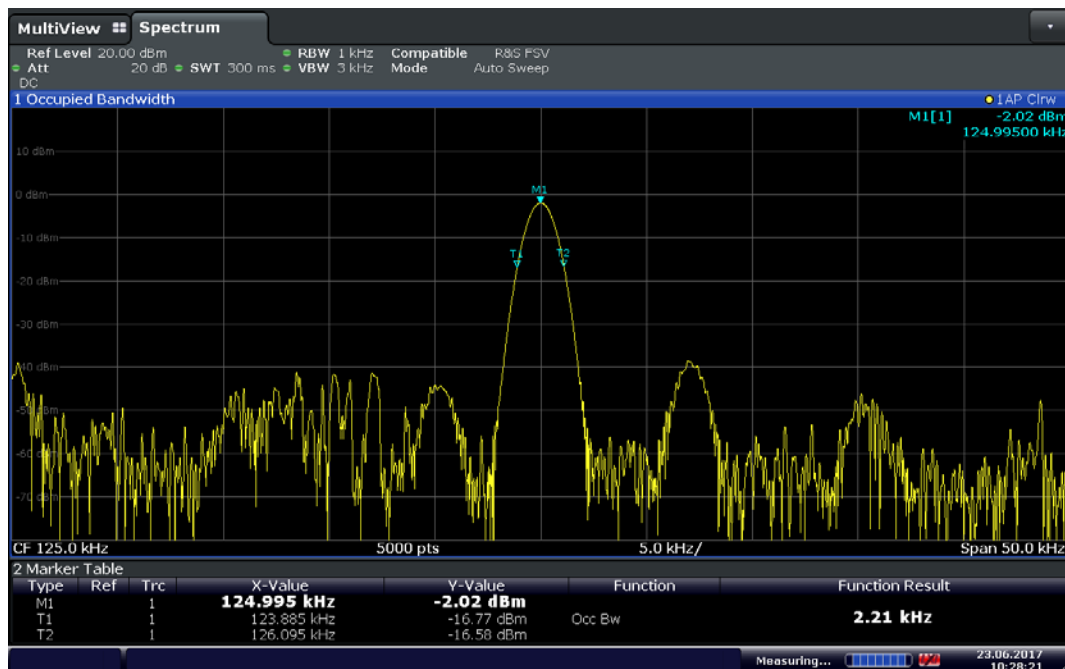 MultiView Spectrum
Ref Level 20.00 dBm RBW 1 kHz Compatible R&S FSV
Att 20 dB SWT 300 ms VBW 3 kHz Mode Auto Sweep
DC
1 Occupied Bandwidth 1AP Clrw
M1[1] -2.02 dBm
124.99500 kHz
10 dBm
0 dBm
M1
-10 dBm
T1 T2
-20 dBm
-30 dBm
-40 dBm
-50 dBm
-60 dBm
-70 dBm
CF 125.0 kHz 5000 pts 5.0 kHz/ Span 50.0 kHz
2 Marker Table
Type Ref Trc X-Value Y-Value Function Function Result
M1 1 124.995 kHz -2.02 dBm
T1 1 123.885 kHz -16.77 dBm Occ Bw 2.21 kHz
T2 1 126.095 kHz -16.58 dBm
Measuring... 23.06.2017
10:28:21